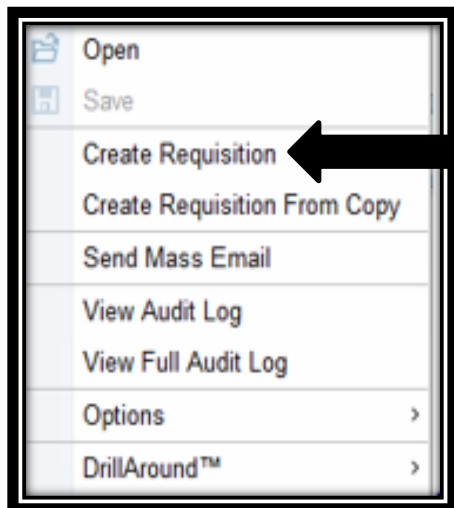 Open
Save
Create Requisition
Create Requisition From Copy
Send Mass Email
View Audit Log
View Full Audit Log
Options
DrillAround™